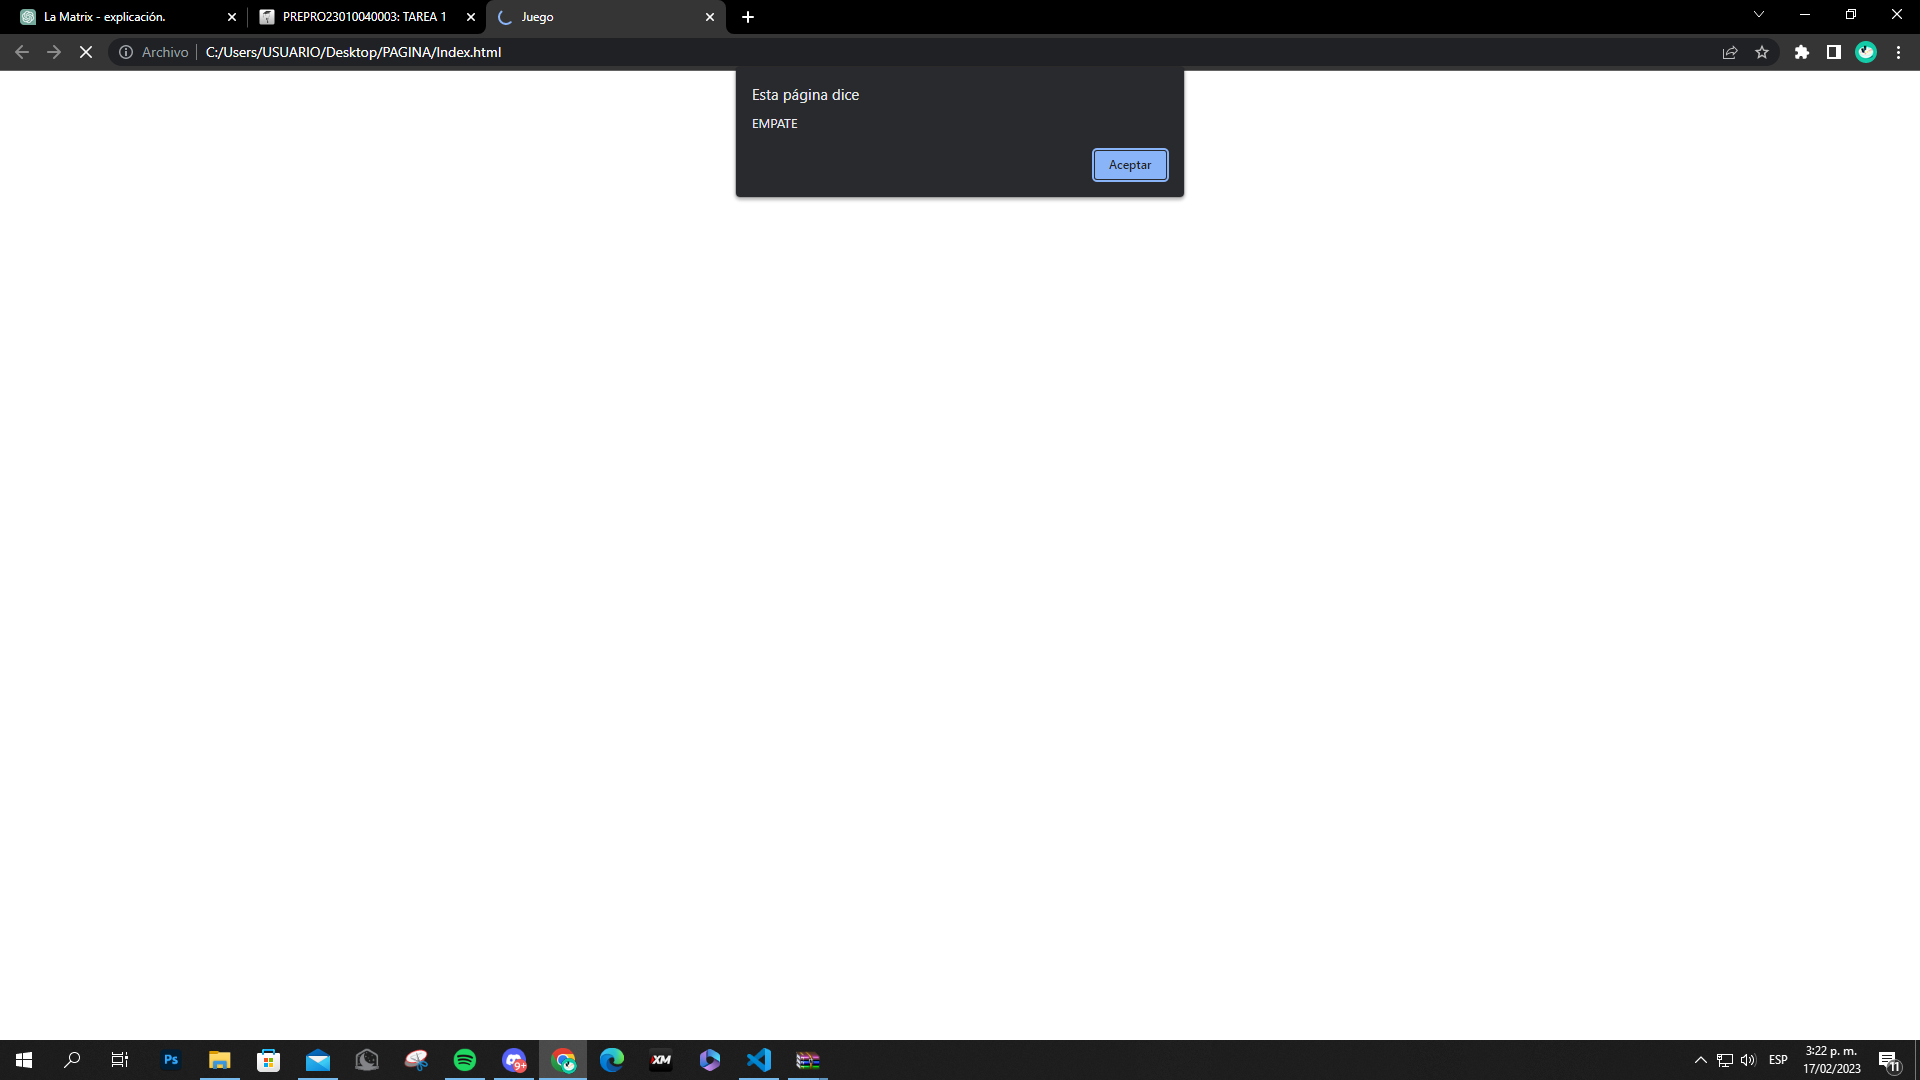 La Matrix - explicación.
PREPRO23010040003: TAREA 1
Juego
Archivo
C:/Users/USUARIO/Desktop/PAGINA/Index.html
Esta página dice
EMPATE
Aceptar
Ps
9+
XM
ESP
3:22 p. m.
17/02/2023
11